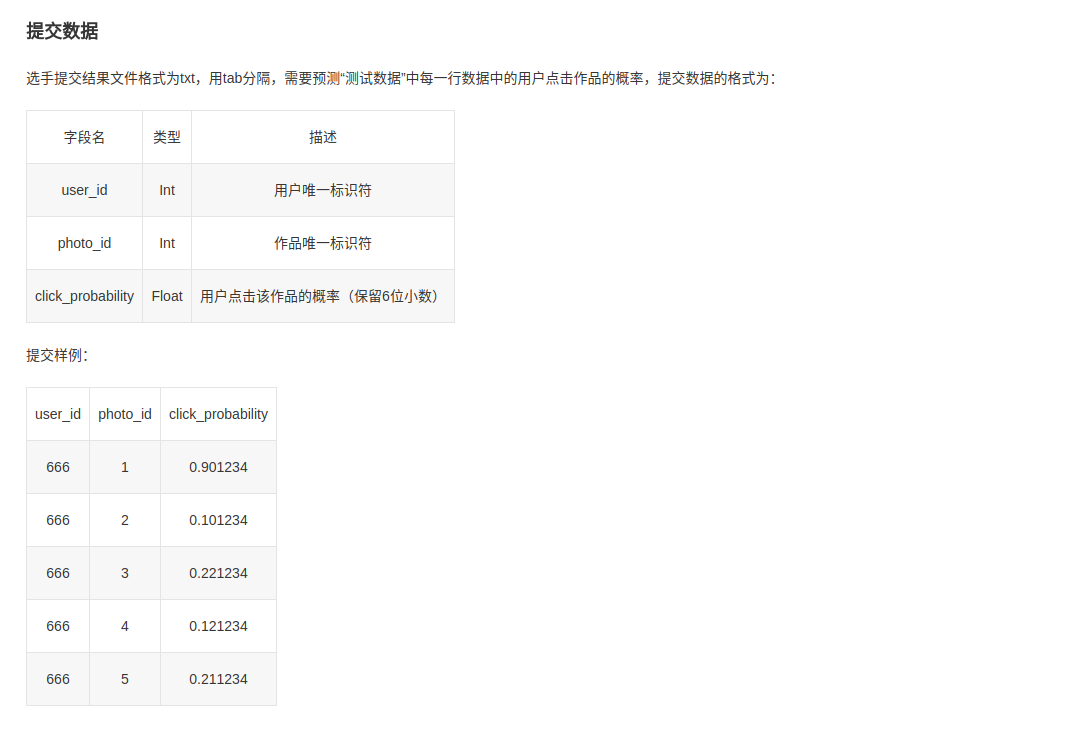 提交数据
选手提交结果文件格式为txt，用tab分隔，需要预测“测试数据”中每一行数据中的用户点击作品的概率，提交数据的格式为：
字段名 类型 描述
user_id Int 用户唯一标识符
photo_id Int 作品唯一标识符
click_probability Float 用户点击该作品的概率（保留6位小数）
提交样例：
user_id photo_id click_probability
666 1 0.901234
666 2 0.101234
666 3 0.221234
666 4 0.121234
666 5 0.211234